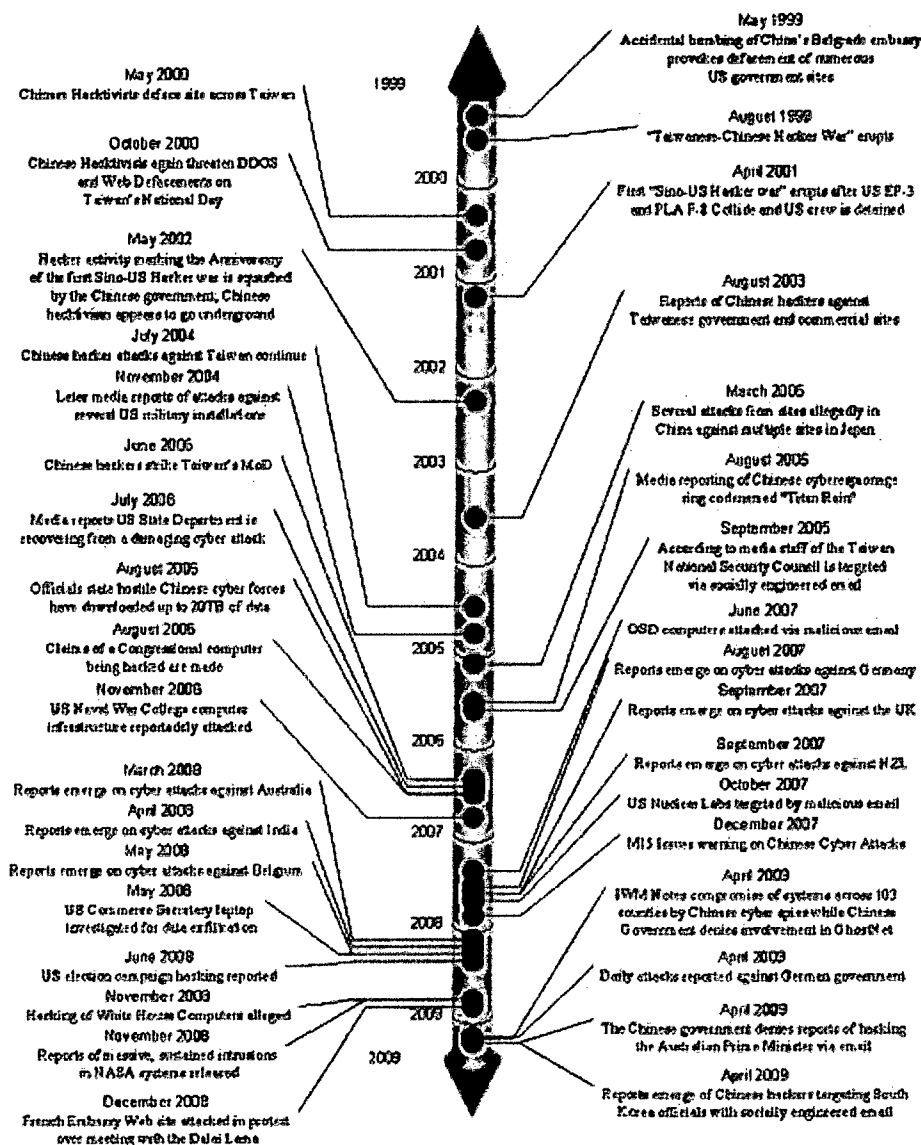 May 1999
Accidental bombing of China's Belgrade embassy
provokes defacement of numerous
US government sites
August 1999
"Taiwanese-Chinese Hacker War" erupts
April 2001
First "Sino-US Hacker war" erupts after US EP-3
and PLA F-8 Collide and US crew is detained
August 2003
Reports of Chinese hackers against
Taiwanese government and commercial sites
March 2005
Several attacks from sites allegedly in
China against multiple sites in Japan
August 2005
Media reporting of Chinese cyberespionage
ring codenamed "Titan Rain"
September 2005
According to media staff of the Taiwan
National Security Council is targeted
via socially engineered email
June 2007
OSD computers attacked via malicious email
August 2007
Reports emerge on cyber attacks against Germany
September 2007
Reports emerge on cyber attacks against the UK
September 2007
Reports emerge on cyber attacks against NZL
October 2007
US Nuclear Labs targeted by malicious email
December 2007
MI5 Issues warning on Chinese Cyber Attacks
April 2009
IWM Notes compromise of systems across 103
counties by Chinese cyber spies while Chinese
Government denies involvement in GhostNet
April 2009
Daily attacks reported against German government
April 2009
The Chinese government denies reports of hacking
the Australian Prime Minister via email
April 2009
Reports emerge of Chinese hackers targeting South
Korea officials with socially engineered email
1999
2000
2001
2002
2003
2004
2005
2006
2007
2008
2009
2009
May 2000
Chinese Hacktivists deface site across Taiwan
October 2000
Chinese Hacktivists again threaten DDOS
and Web Defacements on
Taiwan's National Day
May 2002
Hacker activity marking the Anniversary
of the first Sino-US Hacker war is squashed
by the Chinese government; Chinese
hacktivism appears to go underground
July 2004
Chinese hacker attacks against Taiwan continue
November 2004
Later media reports of attacks against
several US military installations
June 2006
Chinese hackers strike Taiwan's MoD
July 2006
Media reports US State Department is
recovering from a damaging cyber attack
August 2006
Officials state hostile Chinese cyber forces
have downloaded up to 20TB of data
August 2006
Claims of a Congressional computer
being hacked are made
November 2006
US Naval War College computer
infrastructure reportedly attacked
March 2008
Reports emerge on cyber attacks against Australia
April 2008
Reports emerge on cyber attacks against India
May 2008
Reports emerge on cyber attacks against Belgium
May 2008
US Commerce Secretary laptop
investigated for data exfiltration
June 2008
US election campaign hacking reported
November 2008
Hacking of White House Computers alleged
November 2008
Reports of massive, sustained intrusions
in NASA systems released
December 2008
French Embassy Web site attacked in protest
over meeting with the Dalai Lama